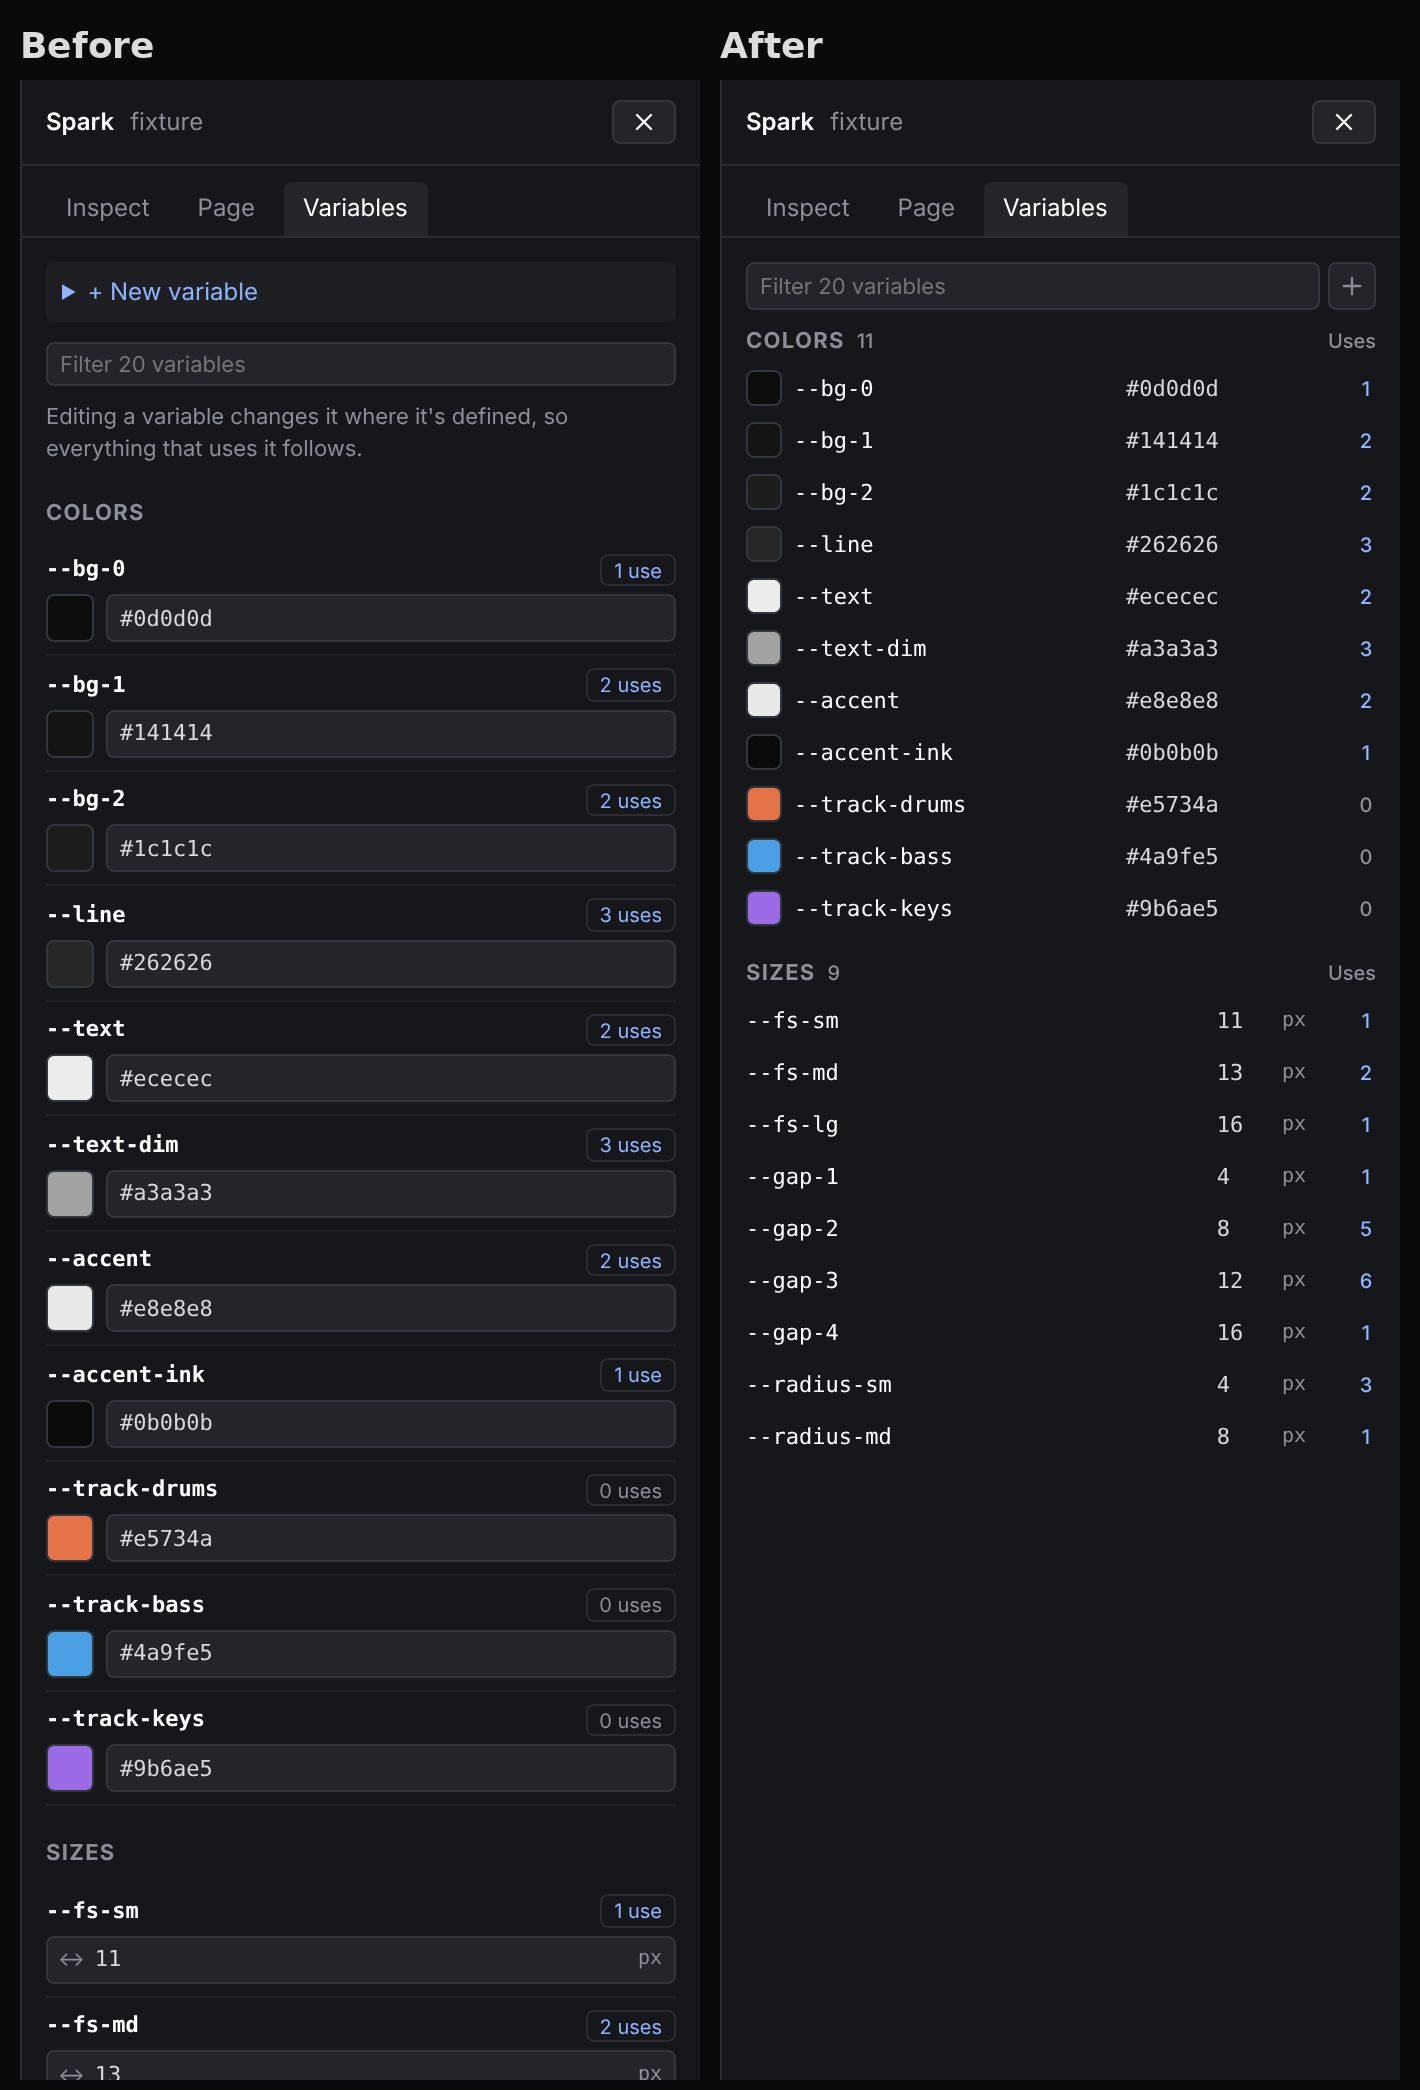 Before
Spark fixture
Inspect Page Variables
+ New variable
Filter 20 variables
Editing a variable changes it where it's defined, so
everything that uses it follows.
COLORS
--bg-0 1 use
#0d0d0d
--bg-1 2 uses
#141414
--bg-2 2 uses
#1c1c1c
--line 3 uses
#262626
--text 2 uses
#ececec
--text-dim 3 uses
#a3a3a3
--accent 2 uses
#e8e8e8
--accent-ink 1 use
#0b0b0b
--track-drums 0 uses
#e5734a
--track-bass 0 uses
#4a9fe5
--track-keys 0 uses
#9b6ae5
SIZES
--fs-sm 1 use
11 px
--fs-md 2 uses
13 px
After
Spark fixture
Inspect Page Variables
Filter 20 variables +
COLORS 11 Uses
--bg-0 #0d0d0d 1
--bg-1 #141414 2
--bg-2 #1c1c1c 2
--line #262626 3
--text #ececec 2
--text-dim #a3a3a3 3
--accent #e8e8e8 2
--accent-ink #0b0b0b 1
--track-drums #e5734a 0
--track-bass #4a9fe5 0
--track-keys #9b6ae5 0
SIZES 9 Uses
--fs-sm 11 px 1
--fs-md 13 px 2
--fs-lg 16 px 1
--gap-1 4 px 1
--gap-2 8 px 5
--gap-3 12 px 6
--gap-4 16 px 1
--radius-sm 4 px 3
--radius-md 8 px 1